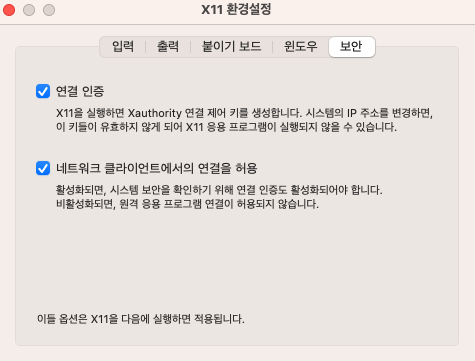 X11 환경설정
입력 출력 붙이기 보드 윈도우 보안
연결 인증
X11을 실행하면 Xauthority 연결 제어 키를 생성합니다. 시스템의 IP 주소를 변경하면,
이 키들이 유효하지 않게 되어 X11 응용 프로그램이 실행되지 않을 수 있습니다.
네트워크 클라이언트에서의 연결을 허용
활성화되면, 시스템 보안을 확인하기 위해 연결 인증도 활성화되어야 합니다.
비활성화되면, 원격 응용 프로그램 연결이 허용되지 않습니다.
이들 옵션은 X11을 다음에 실행하면 적용됩니다.